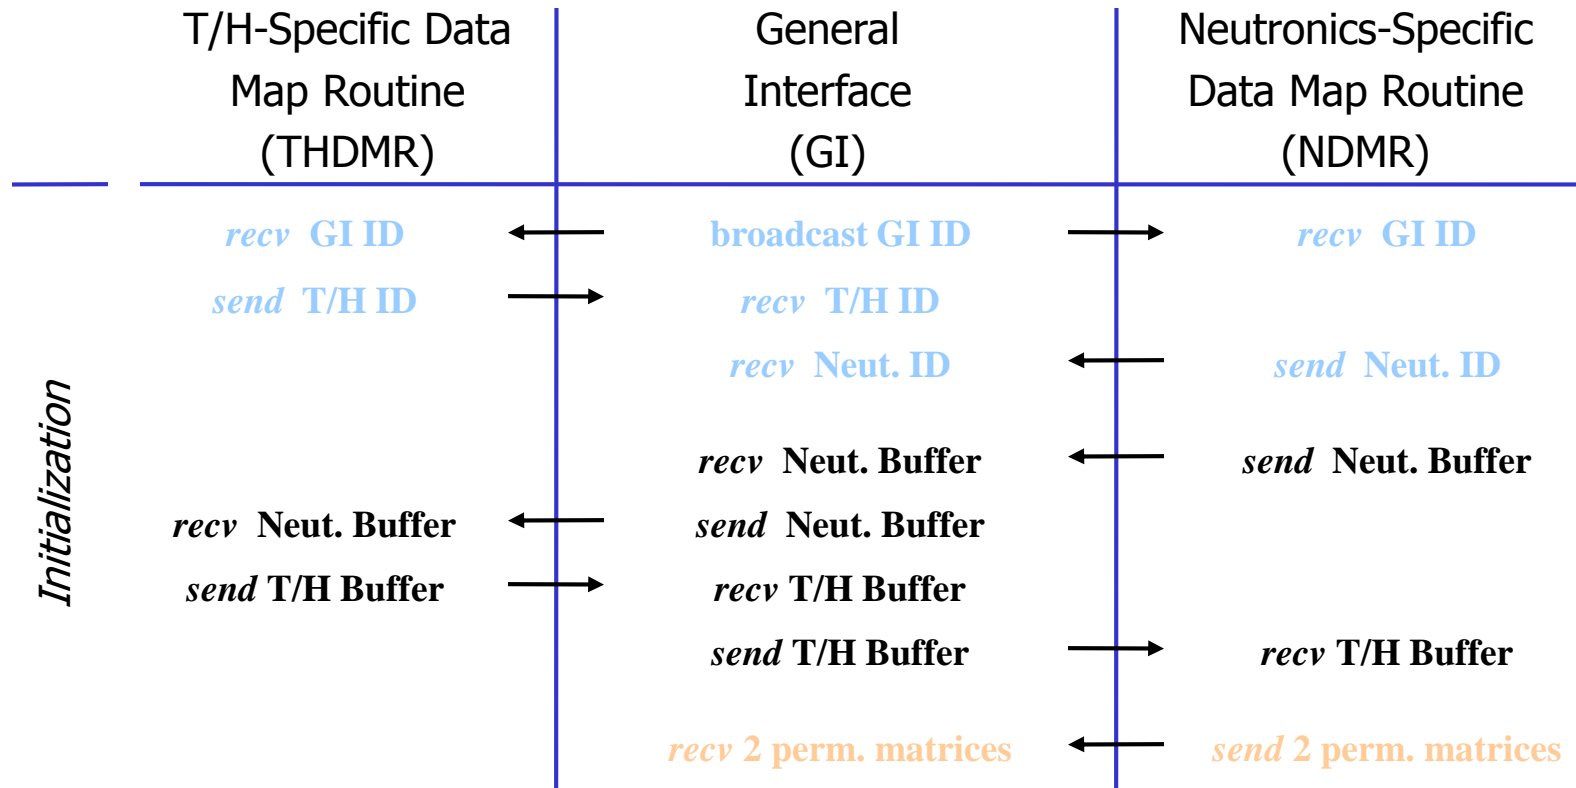 T/H-Specific Data
Map Routine
(THDMR)
General
Interface
(GI)
Neutronics-Specific
Data Map Routine
(NDMR)
Initialization
recv GI ID
broadcast GI ID
recv GI ID
send T/H ID
recv T/H ID
recv Neut. ID
send Neut. ID
recv Neut. Buffer
send Neut. Buffer
recv Neut. Buffer
send Neut. Buffer
send T/H Buffer
recv T/H Buffer
send T/H Buffer
recv T/H Buffer
recv 2 perm. matrices
send 2 perm. matrices